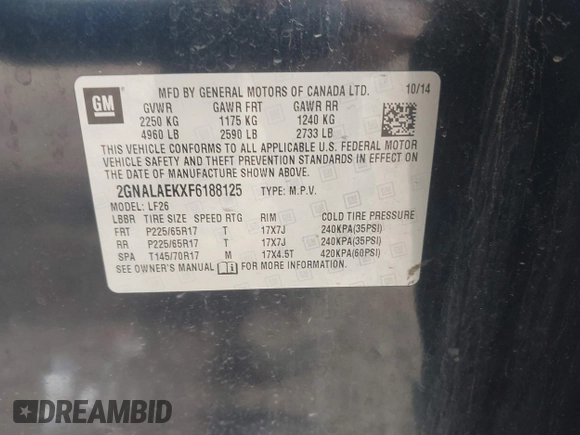 GM
MFD BY GENERAL MOTORS OF CANADA LTD. 10/14
GVWR GAWR FRT GAWR RR
2250 KG 1175 KG 1240 KG
4960 LB 2590 LB 2733 LB
THIS VEHICLE CONFORMS TO ALL APPLICABLE U.S. FEDERAL MOTOR
VEHICLE SAFETY AND THEFT PREVENTION STANDARDS IN EFFECT ON
THE DATE OF MANUFACTURE SHOWN ABOVE.
2GNALAEKXF6188125 TYPE: M.P.V.
MODEL: LF26
LBBR TIRE SIZE SPEED RTG RIM COLD TIRE PRESSURE
FRT P225/65R17 T 17X7J 240KPA(35PSI)
RR P225/65R17 T 17X7J 240KPA(35PSI)
SPA T145/70R17 M 17X4.5T 420KPA(60PSI)
SEE OWNER'S MANUAL FOR MORE INFORMATION.
DREAMBID